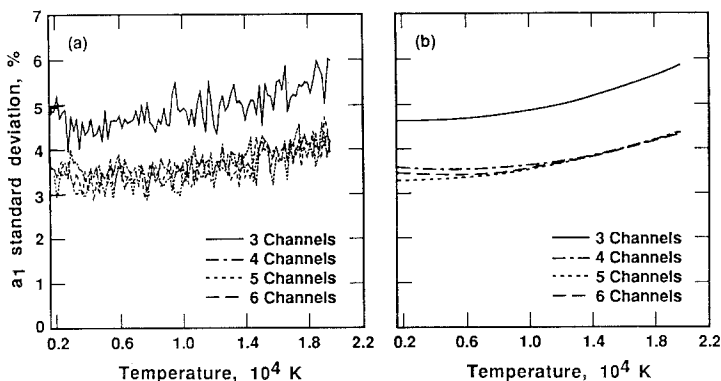 a1 standard deviation, %
7
6
5
4
3
2
1
0
(a)
3 Channels
4 Channels
5 Channels
6 Channels
0.2 0.6 1.0 1.4 1.8 2.2
Temperature, 10⁴ K
(b)
3 Channels
4 Channels
5 Channels
6 Channels
0.2 0.6 1.0 1.4 1.8 2.2
Temperature, 10⁴ K